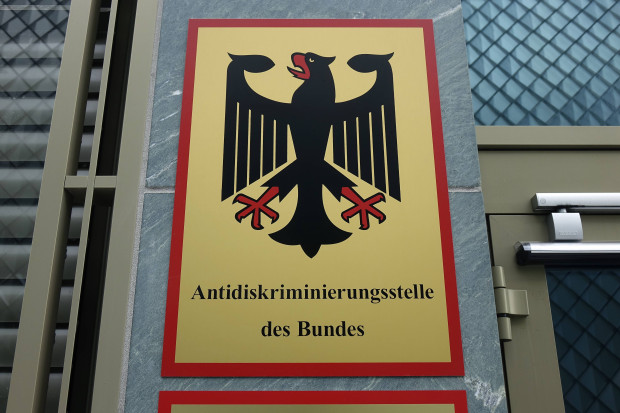 Antidiskriminierungsstelle
des Bundes